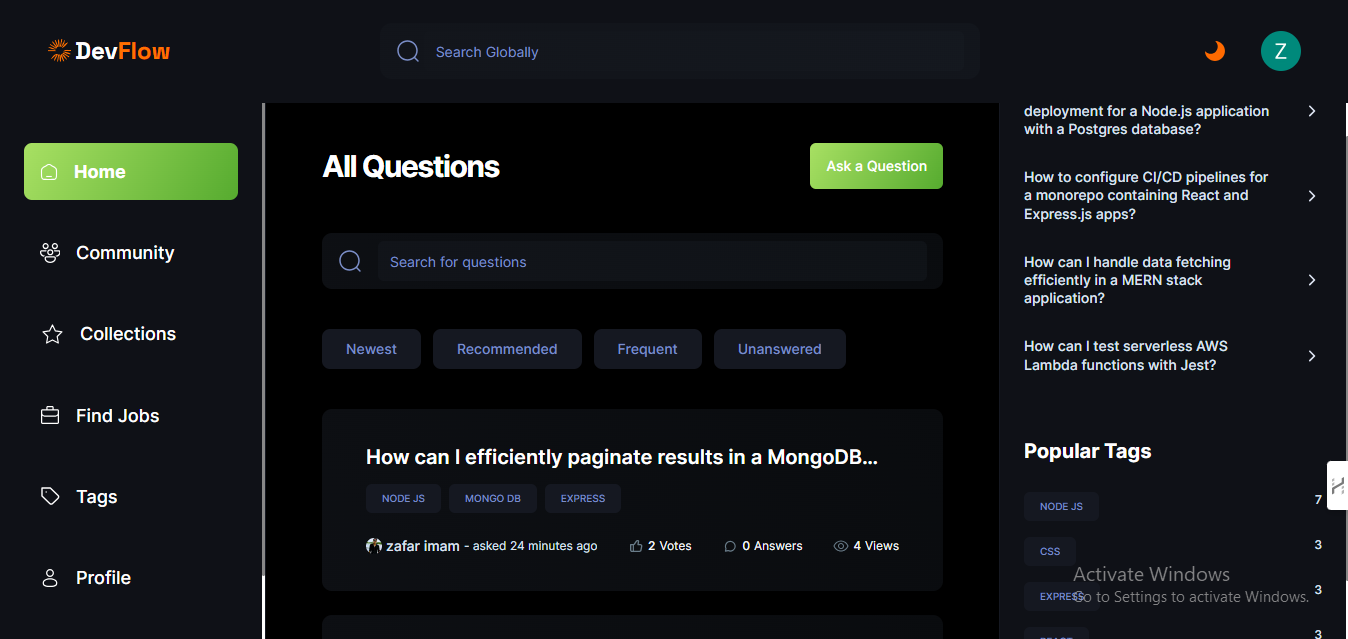 DevFlow
Search Globally
Z
Home
Community
Collections
Find Jobs
Tags
Profile
All Questions
Ask a Question
Search for questions
Newest
Recommended
Frequent
Unanswered
How can I efficiently paginate results in a MongoDB...
NODE JS
MONGO DB
EXPRESS
zafar imam - asked 24 minutes ago
2 Votes
0 Answers
4 Views
deployment for a Node.js application
with a Postgres database?
How to configure CI/CD pipelines for
a monorepo containing React and
Express.js apps?
How can I handle data fetching
efficiently in a MERN stack
application?
How can I test serverless AWS
Lambda functions with Jest?
Popular Tags
NODE JS
7
CSS
3
EXPRESS
3
3
Activate Windows
Go to Settings to activate Windows.